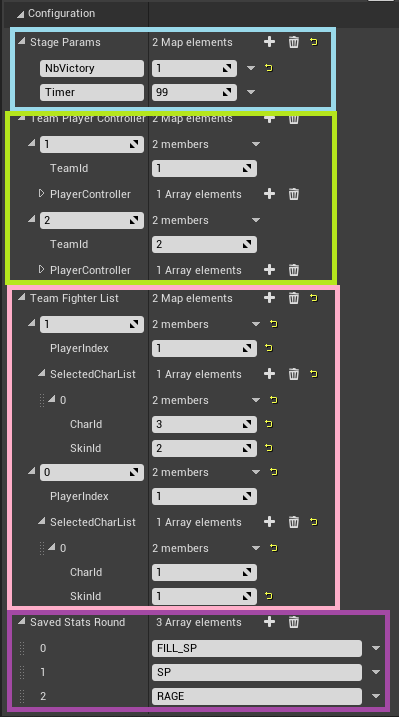 Configuration
Stage Params 2 Map elements
NbVictory 1
Timer 99
Team Player Controller 2 Map elements
1 2 members
TeamId 1
PlayerController 1 Array elements
2 2 members
TeamId 2
PlayerController 1 Array elements
Team Fighter List 2 Map elements
1 2 members
PlayerIndex 1
SelectedCharList 1 Array elements
0 2 members
CharId 3
SkinId 2
0 2 members
PlayerIndex 1
SelectedCharList 1 Array elements
0 2 members
CharId 1
SkinId 1
Saved Stats Round 3 Array elements
0 FILL_SP
1 SP
2 RAGE